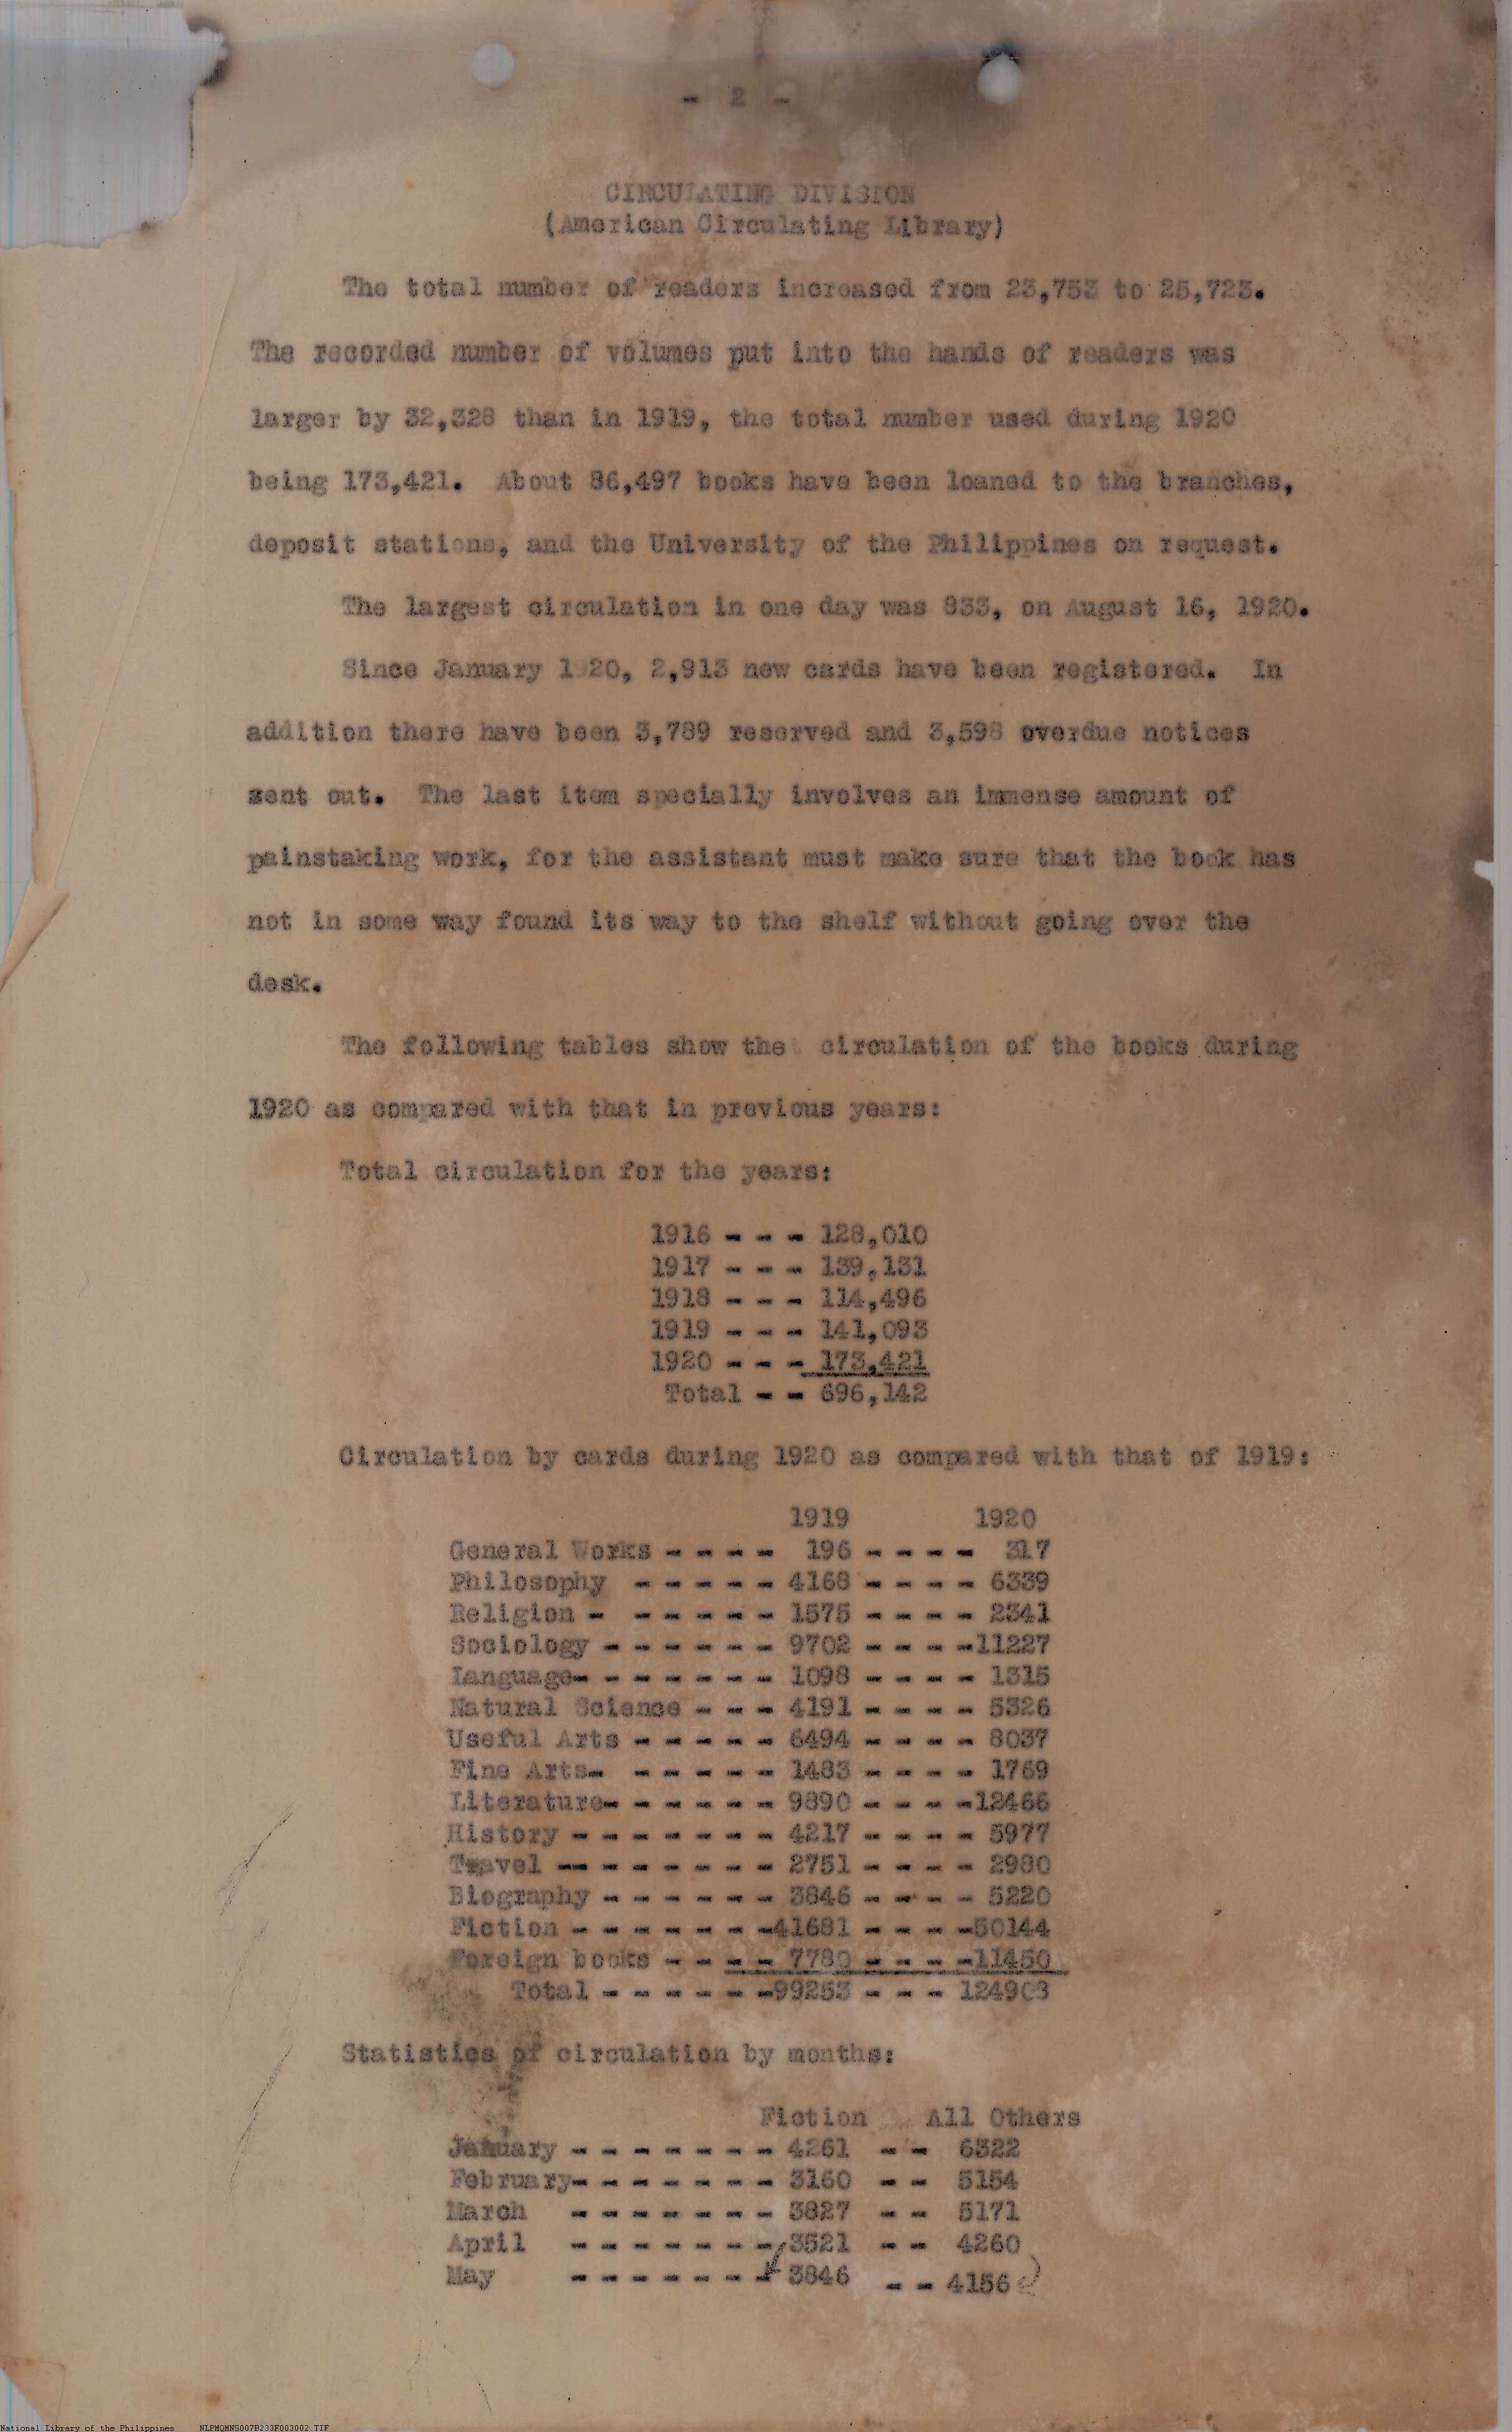 - 2 -
CIRCULATING DIVISION
(American Circulating Library)
The total number of readers increased from 23,753 to 25,723.
The recorded number of volumes put into the hands of readers was
larger by 32,328 than in 1919, the total number used during 1920
being 173,421. About 86,497 books have been loaned to the branches,
deposit stations, and the University of the Philippines on request.
The largest circulation in one day was 833, on August 16, 1920.
Since January 1920, 2,913 new cards have been registered. In
addition there have been 3,789 reserved and 3,598 overdue notices
sent out. The last item specially involves an immense amount of
painstaking work, for the assistant must make sure that the book has
not in some way found its way to the shelf without going over the
desk.
The following tables show the circulation of the books during
1920 as compared with that in previous years:
Total circulation for the years:
1916 - - - 128,010
1917 - - - 139,131
1918 - - - 114,496
1919 - - - 141,093
1920 - - - 173,421
Total - - 696,142
Circulation by cards during 1920 as compared with that of 1919:
1919 1920
General Works - - - - 196 - - - - 317
Philosophy - - - - - 4168 - - - - 6339
Religion - - - - - - 1575 - - - - 2341
Sociology - - - - - - 9702 - - - -11227
Language- - - - - - - 1098 - - - - 1315
Natural Science - - - 4191 - - - - 5326
Useful Arts - - - - - 6494 - - - - 8037
Fine Arts- - - - - - 1483 - - - - 1769
Literature- - - - - - 9890 - - - -12466
History - - - - - - - 4217 - - - - 5977
Travel - - - - - - - - 2751 - - - - 2980
Biography - - - - - - 3846 - - - - 5220
Fiction - - - - - - -41681 - - - -50144
Foreign books - - - - 7780 - - - -11450
Total - - - - - -99253 - - - 124908
Statistics of circulation by months:
Fiction All Others
January - - - - - - - 4261 - - 6322
February- - - - - - - 3160 - - 5154
March - - - - - - - 3827 - - 5171
April - - - - - - - 3521 - - 4260
May - - - - - - - 3846 - - 4156
National Library of the Philippines NLPMQMNS007B233F003002.TIF